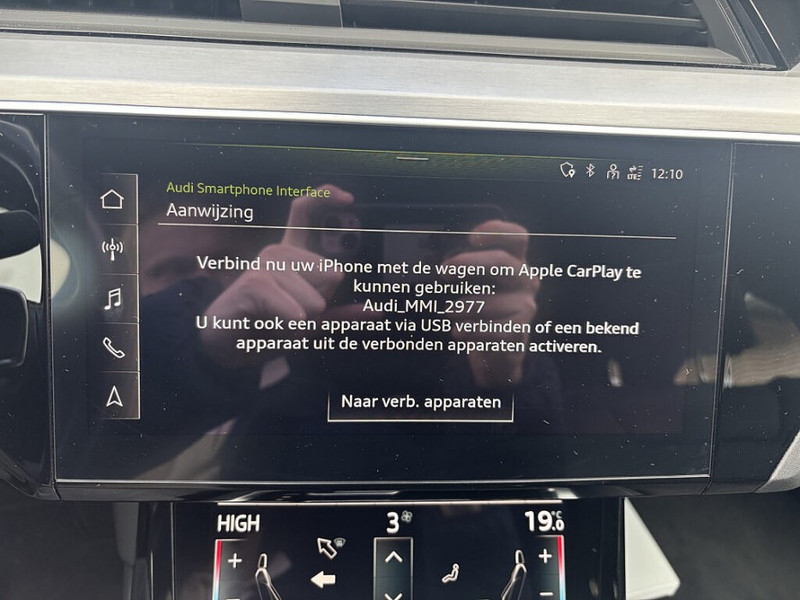 LTE
12:10
Audi Smartphone Interface
Aanwijzing
Verbind nu uw iPhone met de wagen om Apple CarPlay te
kunnen gebruiken:
Audi_MMI_2977
U kunt ook een apparaat via USB verbinden of een bekend
apparaat uit de verbonden apparaten activeren.
Naar verb. apparaten
HIGH
3
19.0 °C